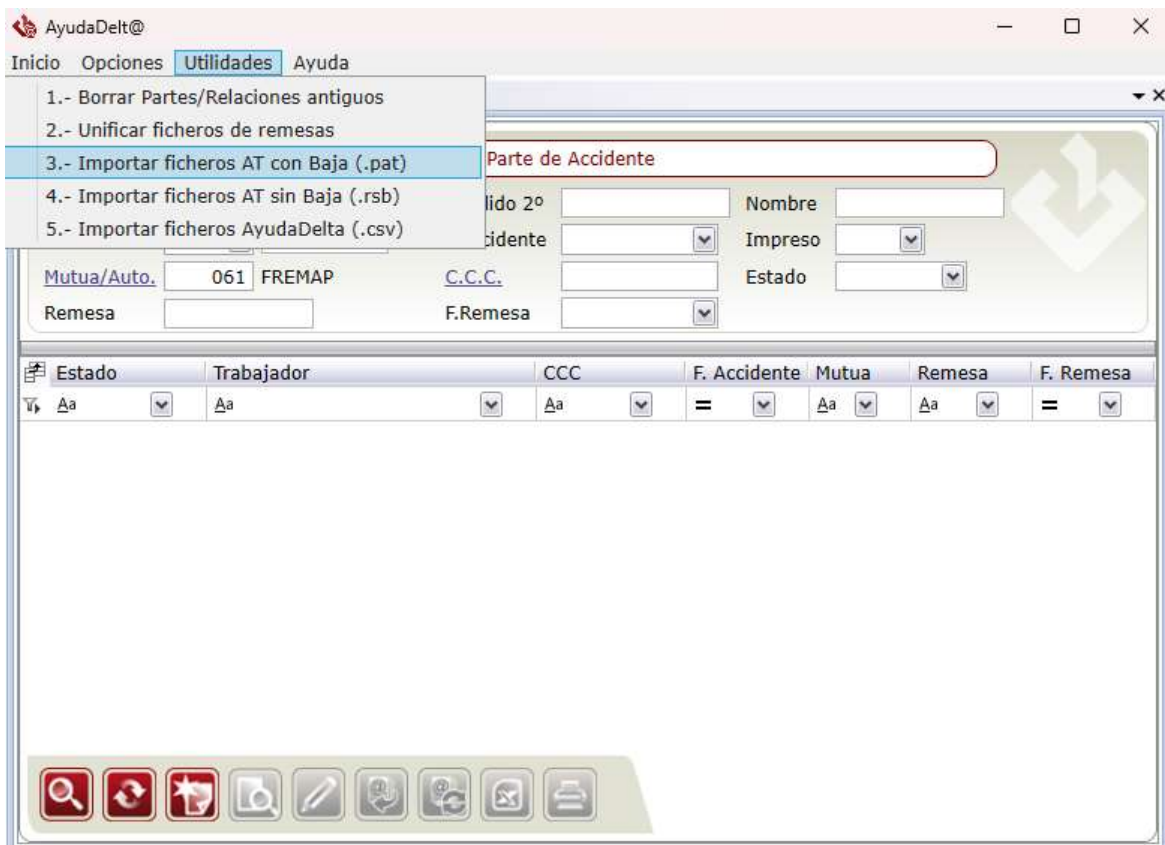 AyudaDelt@
Inicio Opciones Utilidades Ayuda
1.- Borrar Partes/Relaciones antiguos
2.- Unificar ficheros de remesas
3.- Importar ficheros AT con Baja (.pat)
Parte de Accidente
4.- Importar ficheros AT sin Baja (.rsb)
lido 2º Nombre
5.- Importar ficheros AyudaDelta (.csv)
cidente Impreso
Mutua/Auto. 061 FREMAP C.C.C. Estado
Remesa F.Remesa
Estado Trabajador CCC F. Accidente Mutua Remesa F. Remesa
Aa Aa Aa = Aa Aa =